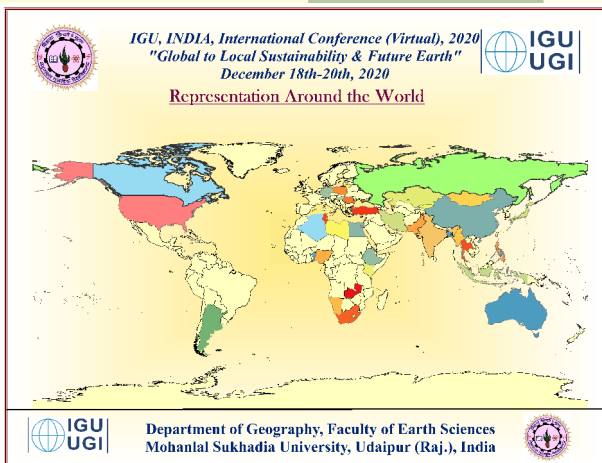 IGU, INDIA, International Conference (Virtual), 2020
"Global to Local Sustainability & Future Earth"
December 18th-20th, 2020
IGU
UGI
Representation Around the World
IGU
UGI
Department of Geography, Faculty of Earth Sciences
Mohanlal Sukhadia University, Udaipur (Raj.), India